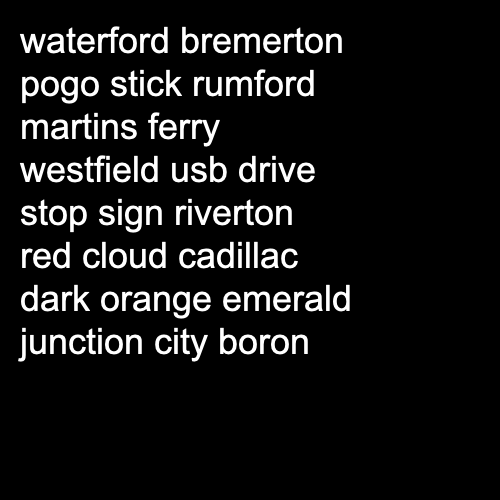 waterford bremerton
pogo stick rumford
martins ferry
westfield usb drive
stop sign riverton
red cloud cadillac
dark orange emerald
junction city boron